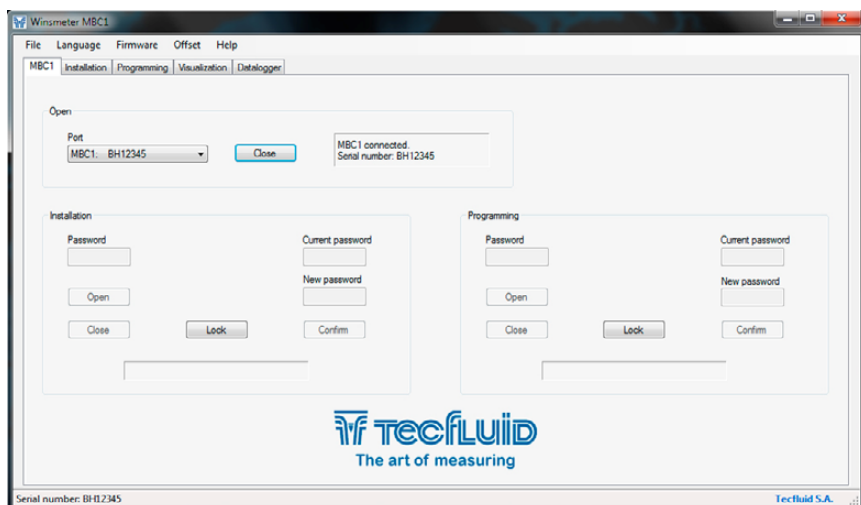 Winsmeter MBC1
File Language Firmware Offset Help
MBC1 Installation Programming Visualization Datalogger
Open
Port
MBC1: BH12345
Close
MBC1 connected.
Serial number: BH12345
Installation
Password
Current password
New password
Open
Close
Lock
Confirm
Programming
Password
Current password
New password
Open
Close
Lock
Confirm
TECFLUID
The art of measuring
Serial number: BH12345
Tecfluid S.A.